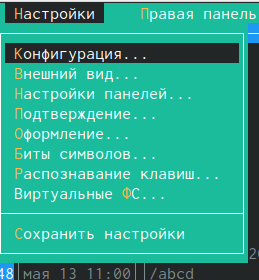 Настройки Правая панель
Конфигурация...
Внешний вид...
Настройки панелей...
Подтверждение...
Оформление...
Биты символов...
Распознавание клавиш...
Виртуальные ФС...
Сохранить настройки
48 мая 13 11:00 /abcd